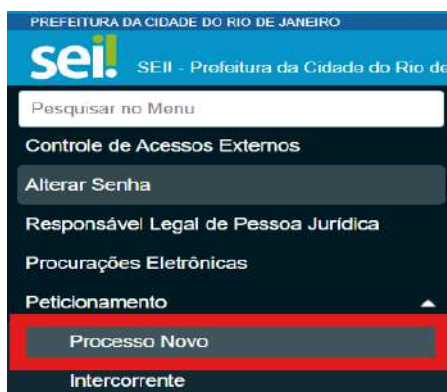 PREFEITURA DA CIDADE DO RIO DE JANEIRO
sei! SEI! - Prefeitura da Cidade do Rio de
Pesquisar no Menu
Controle de Acessos Externos
Alterar Senha
Responsável Legal de Pessoa Jurídica
Procurações Eletrônicas
Peticionamento
Processo Novo
Intercorrente